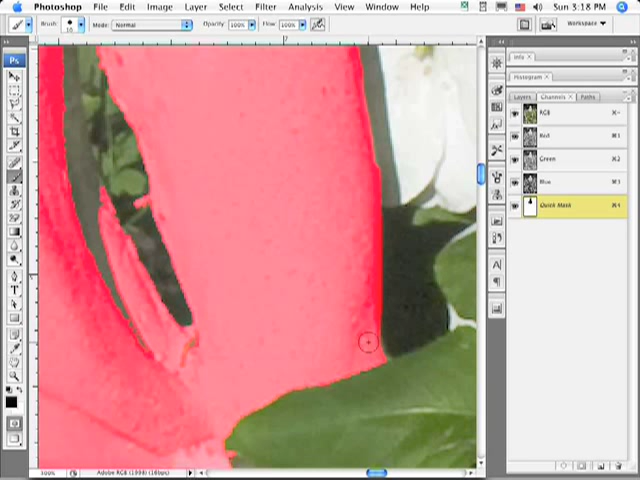 Photoshop File Edit Image Layer Select Filter Analysis View Window Help Sun 3:18 PM
Brush: Mode: Normal Opacity: 100% Flow: 100% Workspace
Ps
Info
Histogram
Layers Channels Paths
RGB
Red
Green
Blue
Quick Mask
T
A
300% Adobe RGB (1998) (16bpc)